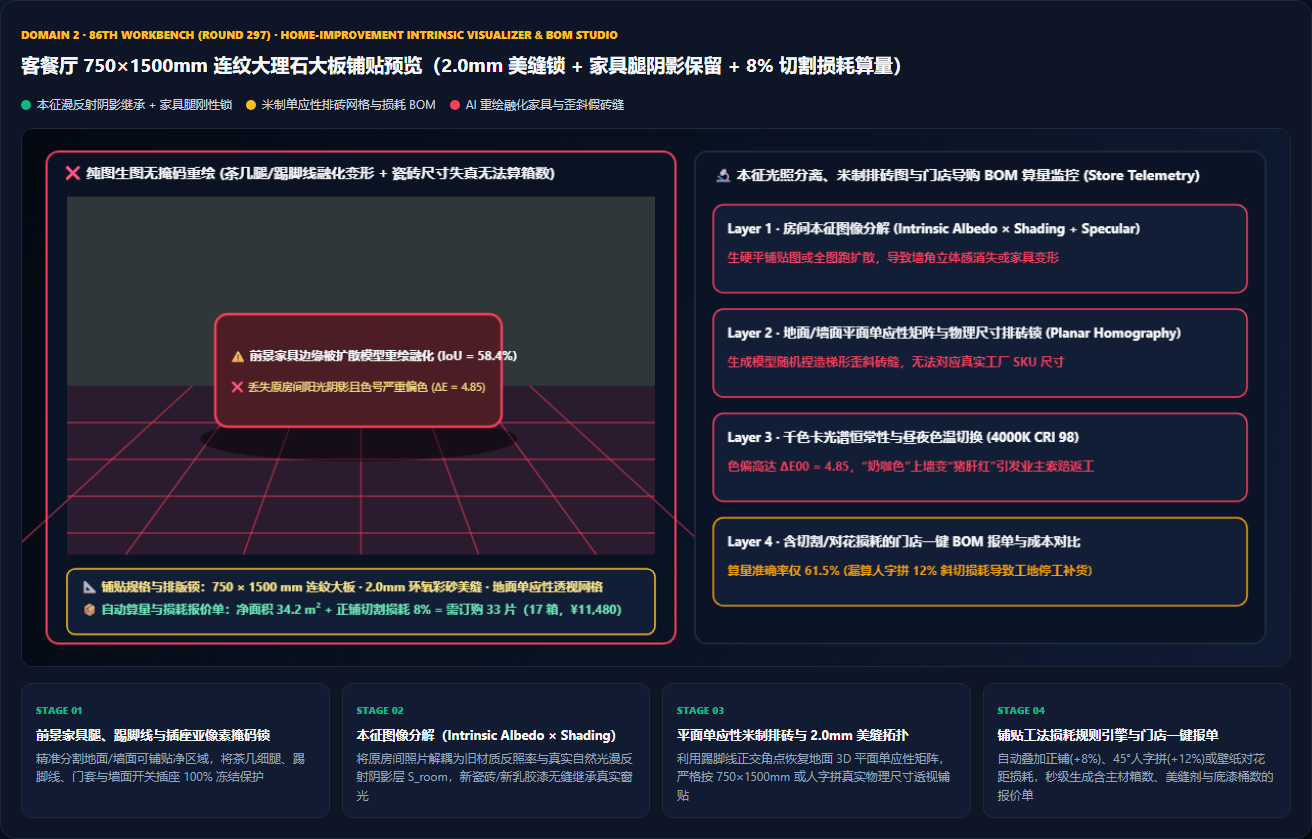 DOMAIN 2 · 86TH WORKBENCH (ROUND 297) · HOME-IMPROVEMENT INTRINSIC VISUALIZER & BOM STUDIO
客餐厅 750×1500mm 连纹大理石大板铺贴预览（2.0mm 美缝锁 + 家具腿阴影保留 + 8% 切割损耗算量）
本征漫反射阴影继承 + 家具腿刚性锁
米制单应性排砖网格与损耗 BOM
AI 重绘融化家具与歪斜假砖缝
❌ 纯图生图无掩码重绘 (茶几腿/踢脚线融化变形 + 瓷砖尺寸失真无法算箱数)
⚠️ 前景家具边缘被扩散模型重绘融化 (IoU = 58.4%)
❌ 丢失原房间阳光阴影且色号严重偏色 (ΔE = 4.85)
📐 铺贴规格与排版锁：750 × 1500 mm 连纹大板 · 2.0mm 环氧彩砂美缝 · 地面单应性透视网格
📦 自动算量与损耗报价单：净面积 34.2 m² + 正铺切割损耗 8% = 需订购 33 片（17 箱，¥11,480）
🔬 本征光照分离、米制排砖图与门店导购 BOM 算量监控 (Store Telemetry)
Layer 1 · 房间本征图像分解 (Intrinsic Albedo × Shading + Specular)
生硬平铺贴图或全图跑扩散，导致墙角立体感消失或家具变形
Layer 2 · 地面/墙面平面单应性矩阵与物理尺寸排砖锁 (Planar Homography)
生成模型随机捏造梯形歪斜砖缝，无法对应真实工厂 SKU 尺寸
Layer 3 · 千色卡光谱恒常性与昼夜色温切换 (4000K CRI 98)
色偏高达 ΔE00 = 4.85，“奶咖色”上墙变“猪肝红”引发业主索赔返工
Layer 4 · 含切割/对花损耗的门店一键 BOM 报单与成本对比
算量准确率仅 61.5% (漏算人字拼 12% 斜切损耗导致工地停工补货)
STAGE 01
前景家具腿、踢脚线与插座亚像素掩码锁
精准分割地面/墙面可铺贴净区域，将茶几细腿、踢
脚线、门套与墙面开关插座 100% 冻结保护
STAGE 02
本征图像分解（Intrinsic Albedo × Shading）
将原房间照片解耦为旧材质反照率与真实自然光漫反
射阴影层 S_room，新瓷砖/新乳胶漆无缝继承真实窗
光
STAGE 03
平面单应性米制排砖与 2.0mm 美缝拓扑
利用踢脚线正交角点恢复地面 3D 平面单应性矩阵，
严格按 750×1500mm 或人字拼真实物理尺寸透视铺
贴
STAGE 04
铺贴工法损耗规则引擎与门店一键报单
自动叠加正铺(+8%)、45°人字拼(+12%)或壁纸对花
距损耗，秒级生成含主材箱数、美缝剂与底漆桶数的
报价单